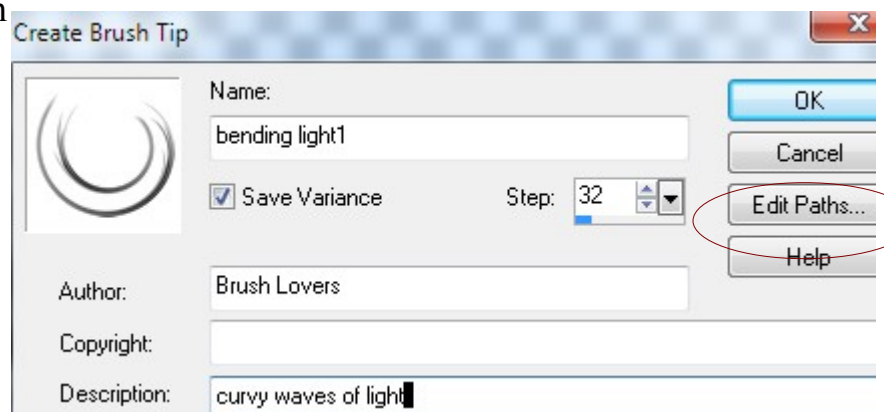 n
Create Brush Tip
Name:
OK
bending light1
Cancel
Save Variance
Step: 32
Edit Paths...
Help
Author: Brush Lovers
Copyright:
Description: curvy waves of light